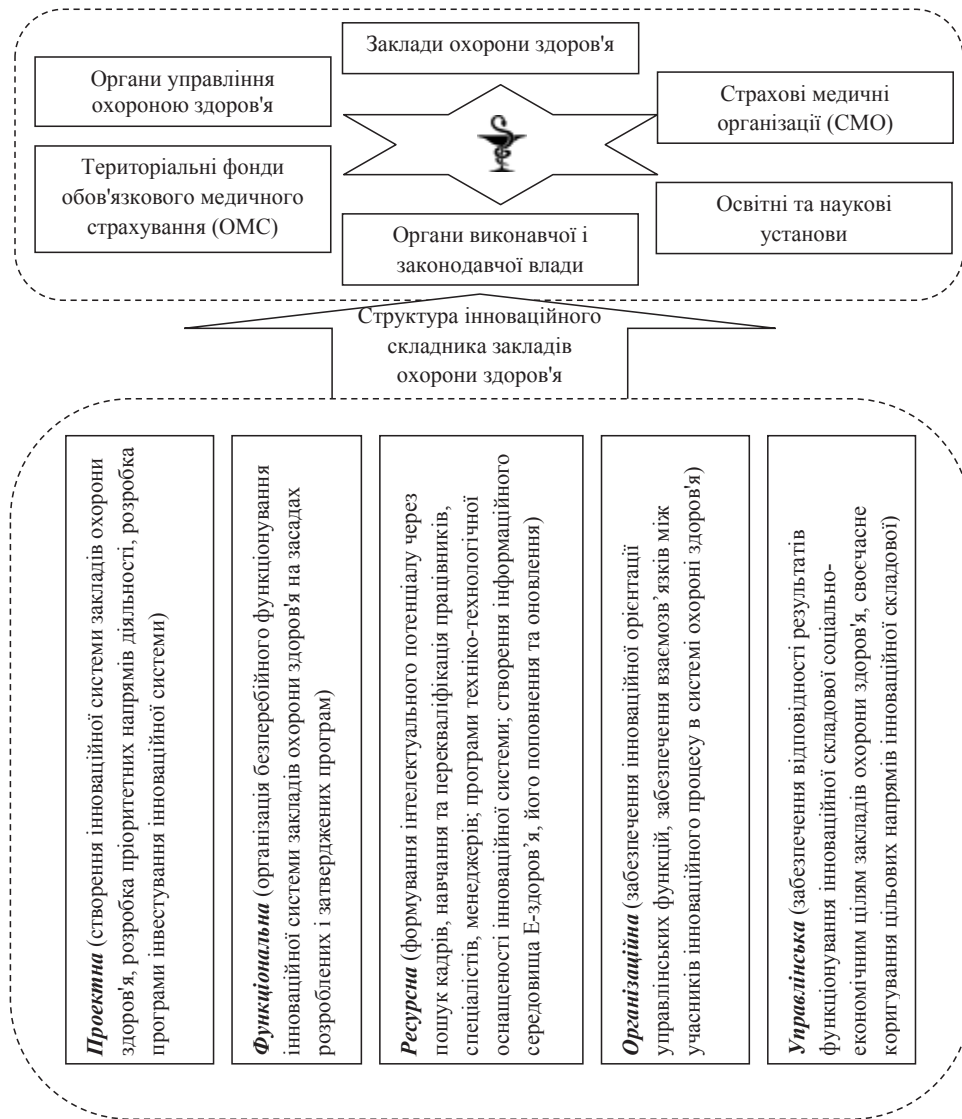 Заклади охорони здоров'я
Органи управління
охороною здоров'я
Страхові медичні
організації (СМО)
Територіальні фонди
обов'язкового медичного
страхування (ОМС)
Освітні та наукові
установи
Органи виконавчої і
законодавчої влади
Структура інноваційного
складника закладів
охорони здоров'я
Проектна (створення інноваційної системи закладів охорони
здоров'я, розробка пріоритетних напрямів діяльності, розробка
програми інвестування інноваційної системи)
Функціональна (організація безперебійного функціонування
інноваційної системи закладів охорони здоров'я на засадах
розроблених і затверджених програм)
Ресурсна (формування інтелектуального потенціалу через
пошук кадрів, навчання та перекваліфікація працівників,
спеціалістів, менеджерів; програми техніко-технологічної
оснащеності інноваційної системи; створення інформаційного
середовища Е-здоров’я, його поповнення та оновлення)
Організаційна (забезпечення інноваційної орієнтації
управлінських функцій, забезпечення взаємозв’язків між
учасників інноваційного процесу в системі охороні здоров'я)
Управлінська (забезпечення відповідності результатів
функціонування інноваційної складової соціально-
економічним цілям закладів охорони здоров'я, своєчасне
коригування цільових напрямів інноваційної складової)